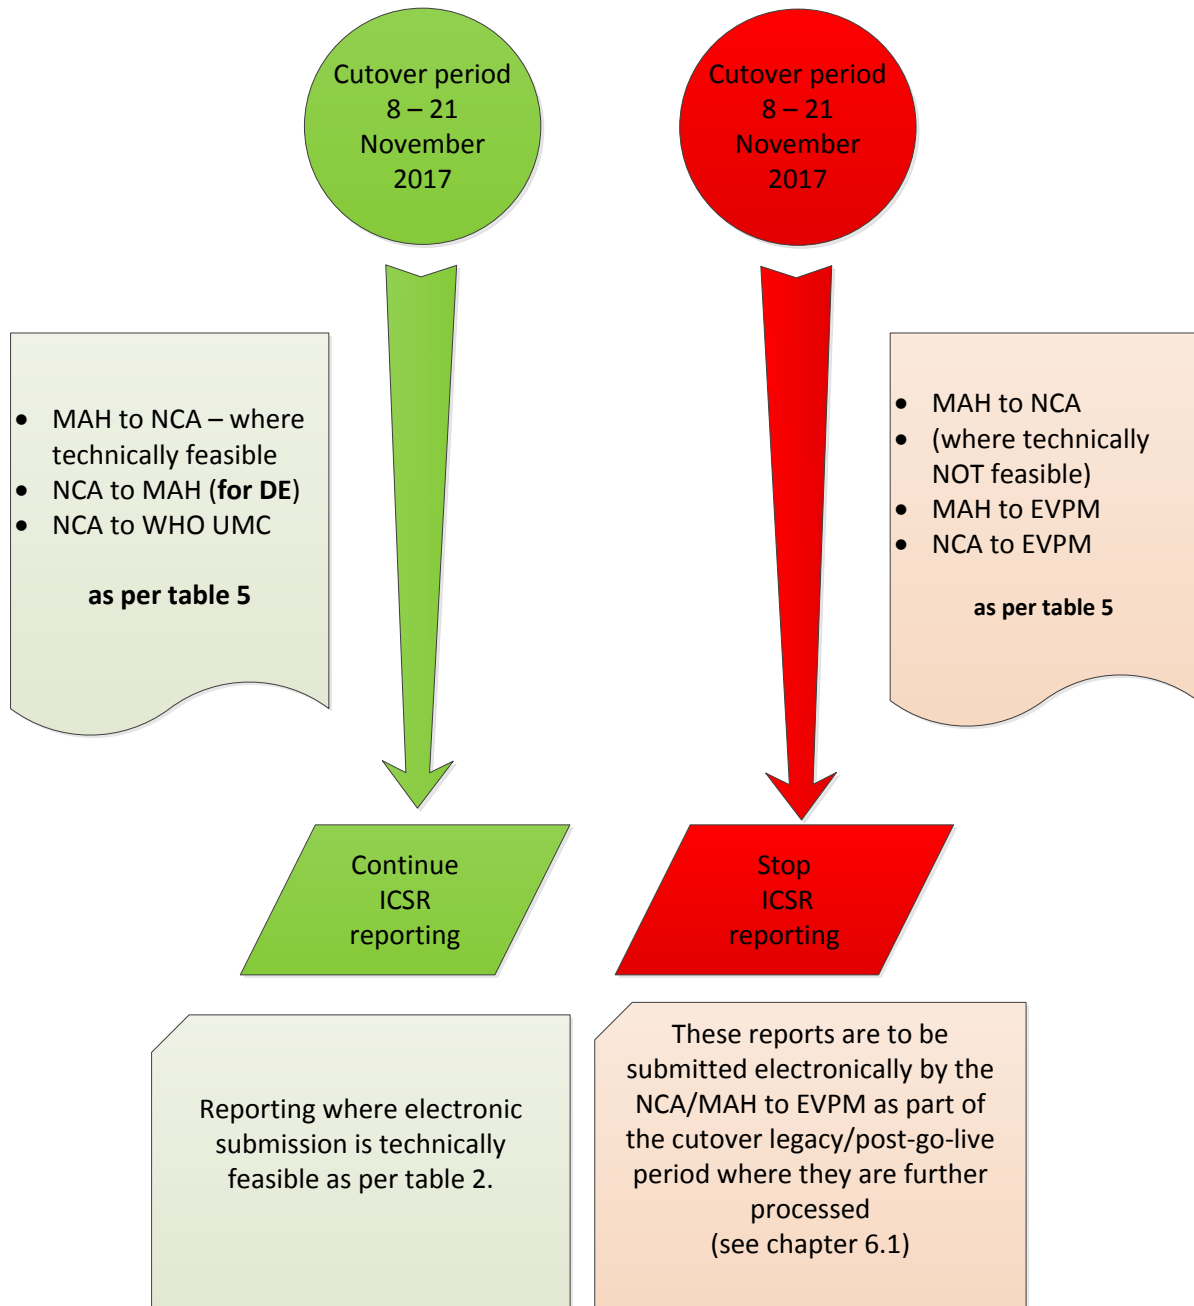 Cutover period
8 – 21
November
2017
Cutover period
8 – 21
November
2017
• MAH to NCA – where
technically feasible
• NCA to MAH (for DE)
• NCA to WHO UMC
as per table 5
• MAH to NCA
• (where technically
NOT feasible)
• MAH to EVPM
• NCA to EVPM
as per table 5
Continue
ICSR
reporting
Stop
ICSR
reporting
Reporting where electronic
submission is technically
feasible as per table 2.
These reports are to be
submitted electronically by the
NCA/MAH to EVPM as part of
the cutover legacy/post-go-live
period where they are further
processed
(see chapter 6.1)